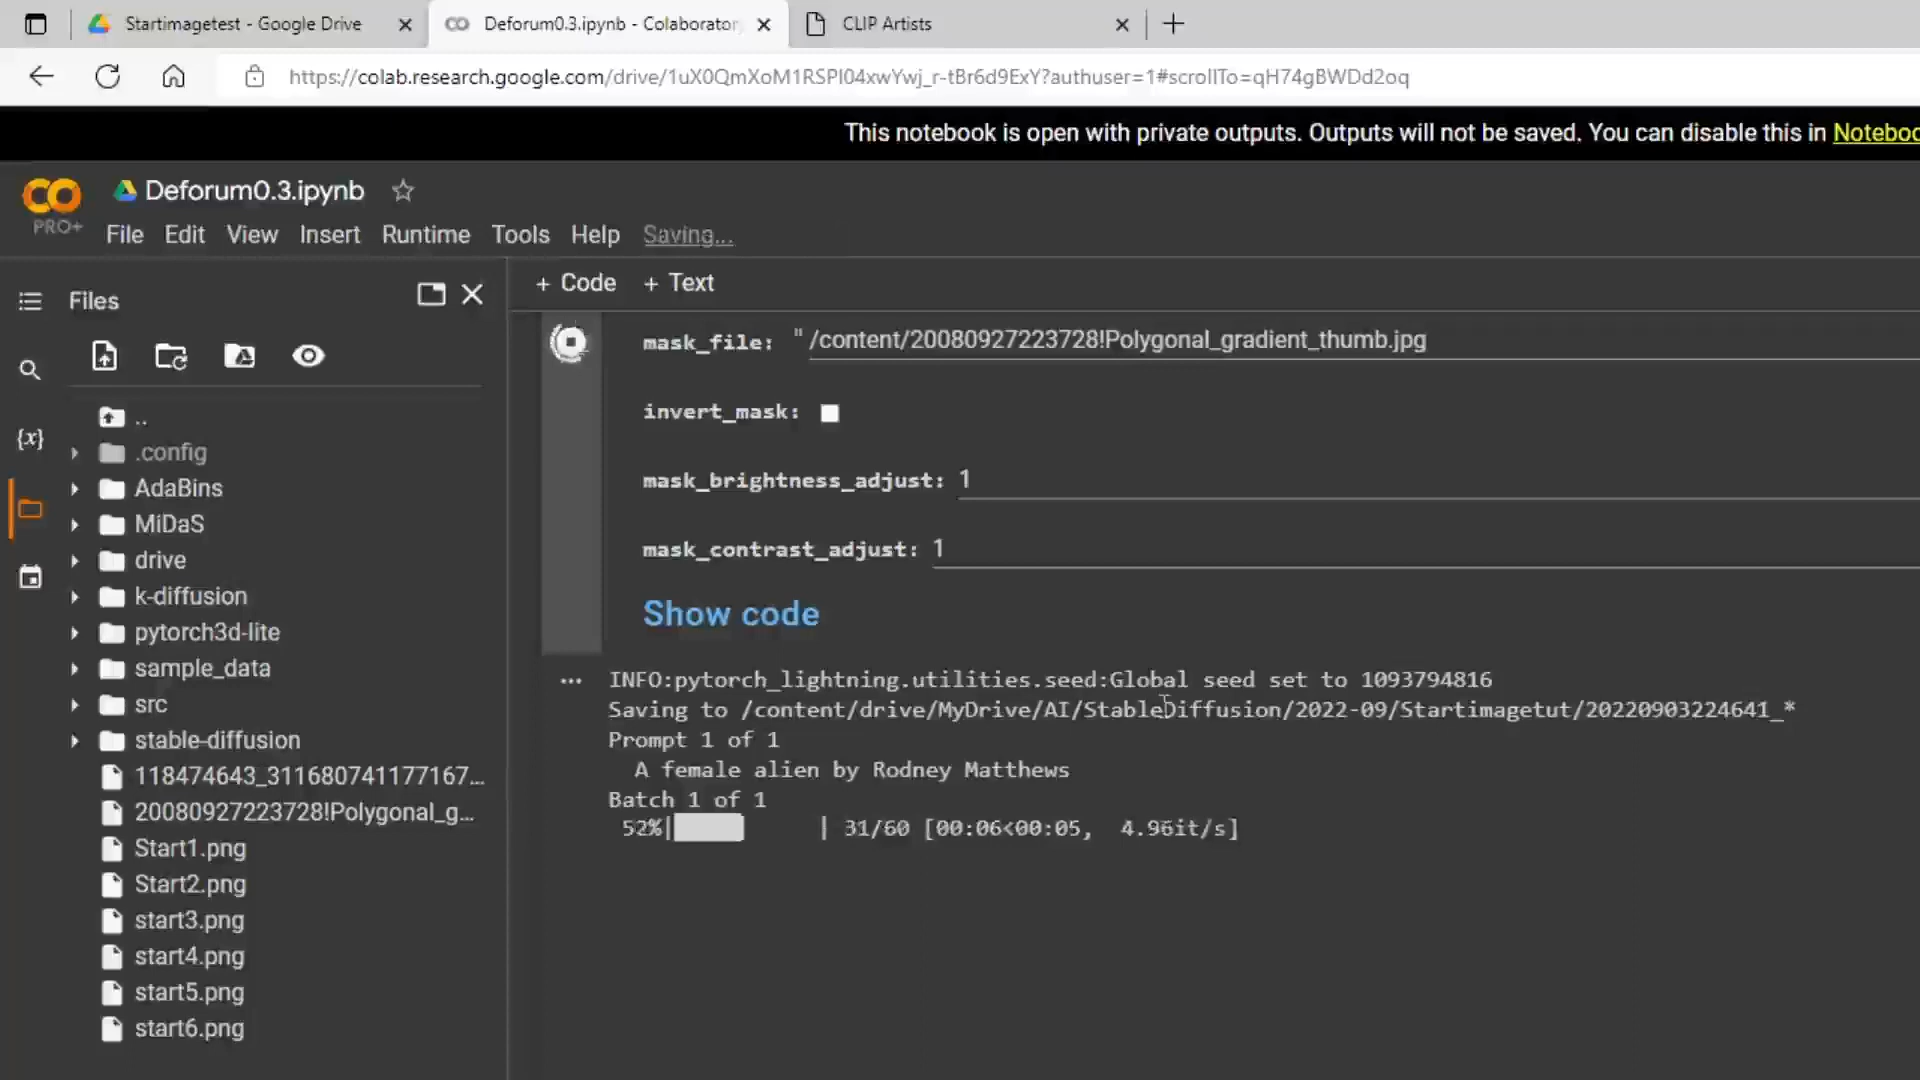 Startimagetest - Google Drive
Deforum0.3.ipynb - Colaborator
CLIP Artists
https://colab.research.google.com/drive/1uX0QmXoM1RSPI04xwYwj_r-tBr6d9ExY?authuser=1#scrollTo=qH74gBWDd2oq
This notebook is open with private outputs. Outputs will not be saved. You can disable this in Noteboo
CO
PRO+
Deforum0.3.ipynb
File Edit View Insert Runtime Tools Help Saving...
Files
+ Code + Text
{x}
..
.config
AdaBins
MiDaS
drive
k-diffusion
pytorch3d-lite
sample_data
src
stable-diffusion
118474643_311680741177167...
20080927223728!Polygonal_g...
Start1.png
Start2.png
start3.png
start4.png
start5.png
start6.png
mask_file: "/content/20080927223728!Polygonal_gradient_thumb.jpg
invert_mask:
mask_brightness_adjust: 1
mask_contrast_adjust: 1
Show code
... INFO:pytorch_lightning.utilities.seed:Global seed set to 1093794816
Saving to /content/drive/MyDrive/AI/StableDiffusion/2022-09/Startimagetut/20220903224641_*
Prompt 1 of 1
A female alien by Rodney Matthews
Batch 1 of 1
52%| | 31/60 [00:06<00:05, 4.96it/s]